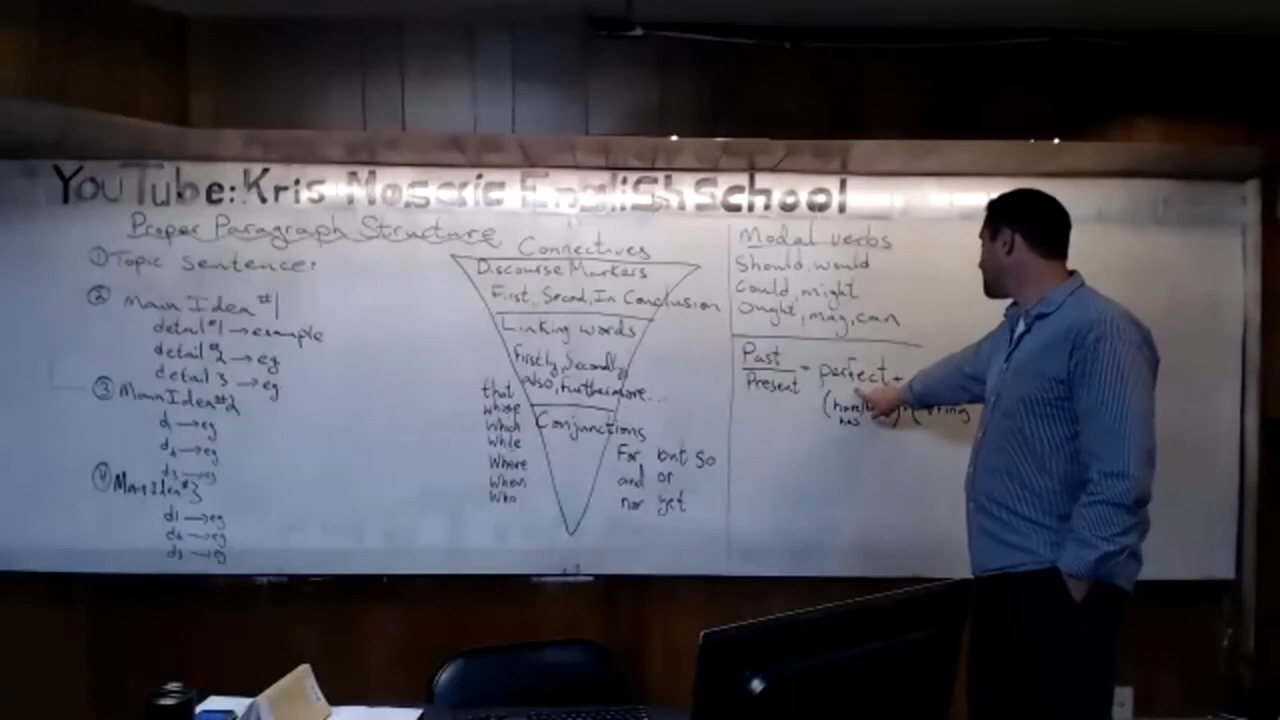 YouTube: Kris Mosaic English School
Proper Paragraph Structure
① Topic sentence:
② Main Idea #1
detail #1 → example
detail #2 → eg
detail 3 → eg
③ Main Idea #2
d1 → eg
d2 → eg
d3 → eg
④ Main Idea #3
d1 → eg
d2 → eg
d3 → eg
Connectives
Discourse Markers
First, Second, In Conclusion
Linking words
Firstly, Secondly,
also, Furthermore...
Conjunctions
that
whose
which
while
Where
When
Who
For but so
and or
nor yet
Modal verbs
Should, would
Could, might
Ought, may, can
Past
Present
+ perfect +
has